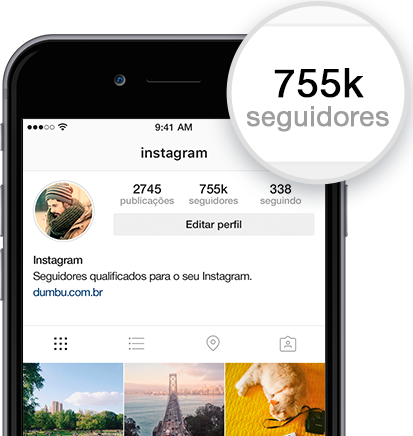 755k
seguidores
9:41 AM
instagram
2745 755k 338
publicações seguidores seguindo
Editar perfil
Instagram
Seguidores qualificados para o seu Instagram.
dumbu.com.br